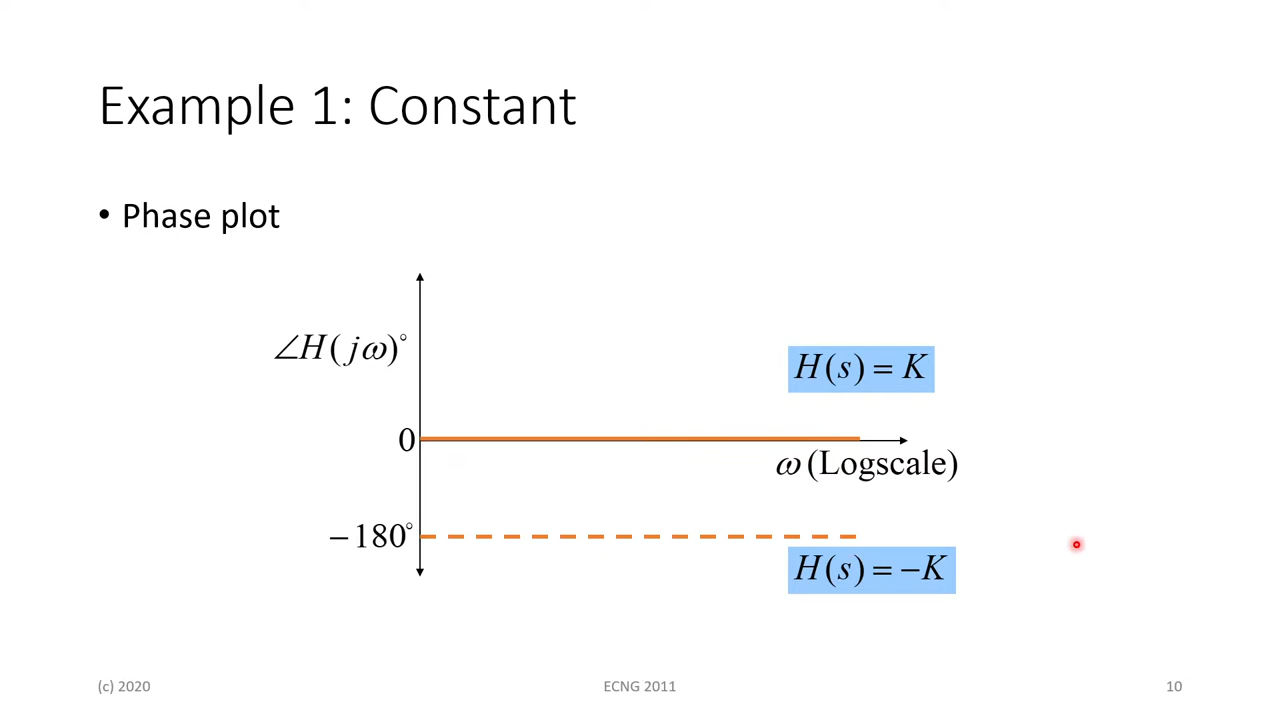 Example 1: Constant
• Phase plot
∠H(jω)°
H(s) = K
0
ω (Logscale)
−180°
H(s) = −K
(c) 2020
ECNG 2011
10